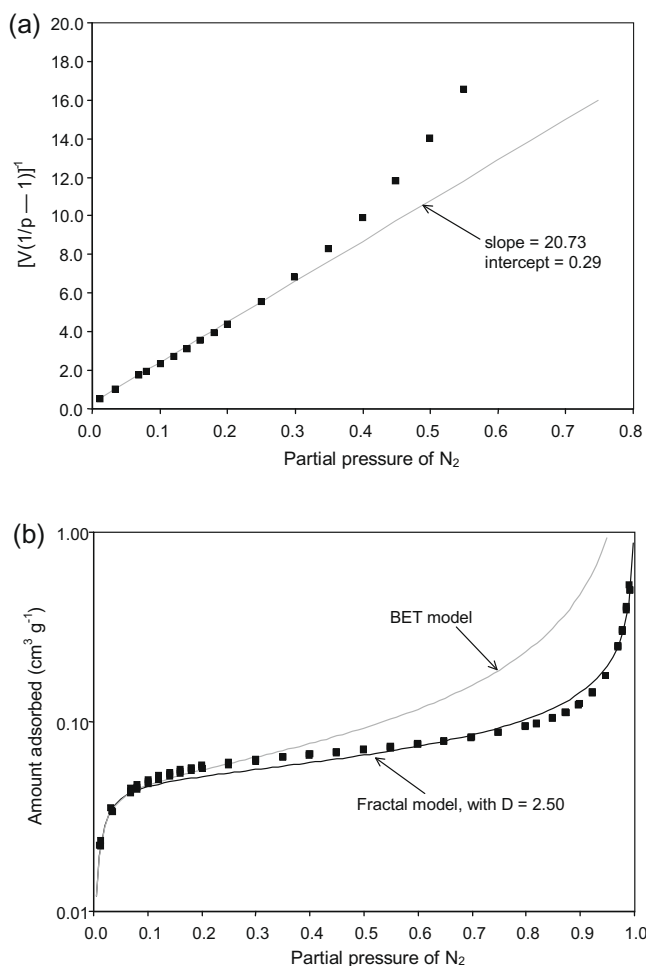 (a)
20.0
18.0
16.0
14.0
12.0
10.0
8.0
6.0
4.0
2.0
0.0
[V(1/p — 1)]⁻¹
slope = 20.73
intercept = 0.29
0.0 0.1 0.2 0.3 0.4 0.5 0.6 0.7 0.8
Partial pressure of N₂
(b)
1.00
0.10
0.01
Amount adsorbed (cm³ g⁻¹)
BET model
Fractal model, with D = 2.50
0.0 0.1 0.2 0.3 0.4 0.5 0.6 0.7 0.8 0.9 1.0
Partial pressure of N₂